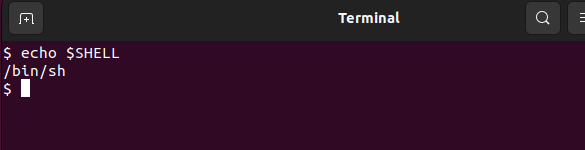 Terminal
$ echo $SHELL
/bin/sh
$